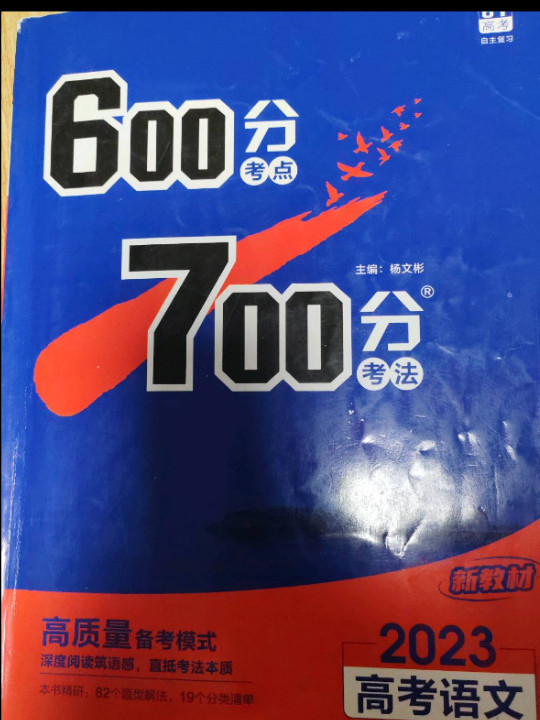 高考
自主复习
600分
考点
主编：杨文彬
700分®
考法
新教材
高质量备考模式
深度阅读筑语感，直抵考法本质
本书精研：82个题型解法，19个分类清单
2023
高考语文